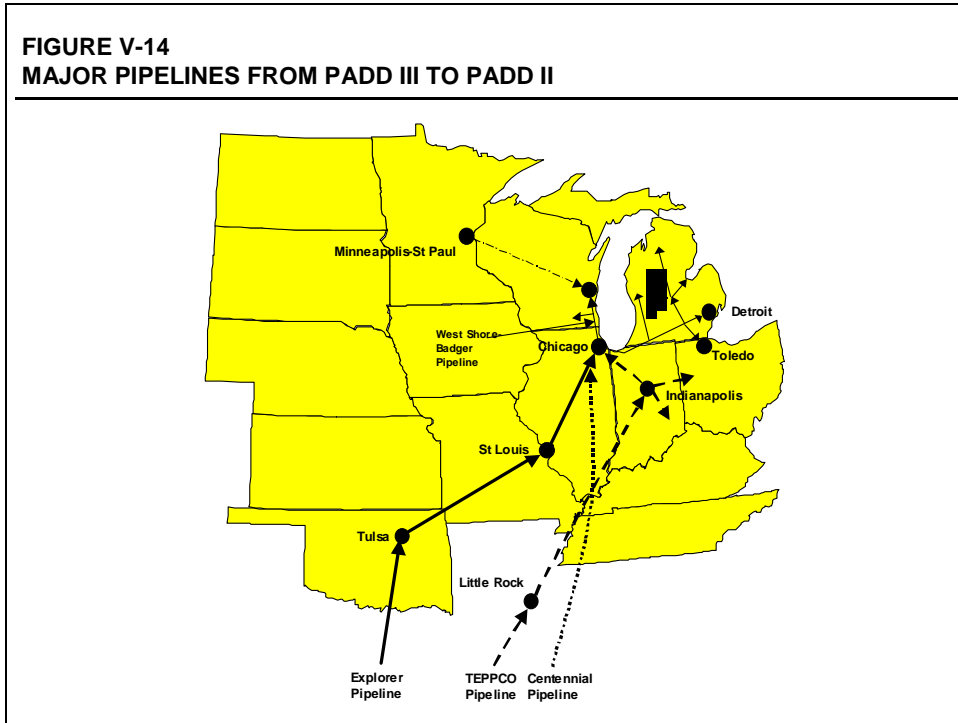 FIGURE V-14
MAJOR PIPELINES FROM PADD III TO PADD II
Minneapolis-St Paul
Detroit
West Shore-
Badger
Pipeline
Chicago
Toledo
Indianapolis
St Louis
Tulsa
Little Rock
Explorer
Pipeline
TEPPCO
Pipeline
Centennial
Pipeline